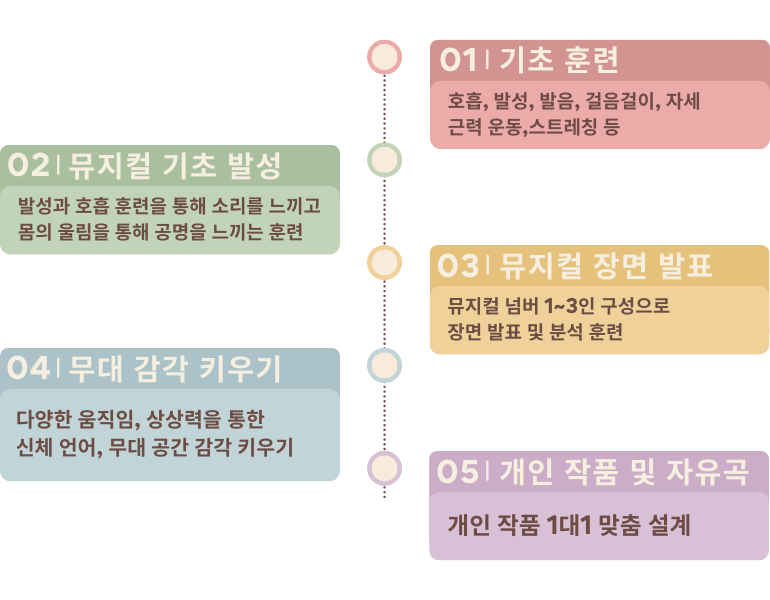 01 | 기초 훈련
호흡, 발성, 발음, 걸음걸이, 자세
근력 운동,스트레칭 등
02 | 뮤지컬 기초 발성
발성과 호흡 훈련을 통해 소리를 느끼고
몸의 울림을 통해 공명을 느끼는 훈련
03 | 뮤지컬 장면 발표
뮤지컬 넘버 1~3인 구성으로
장면 발표 및 분석 훈련
04 | 무대 감각 키우기
다양한 움직임, 상상력을 통한
신체 언어, 무대 공간 감각 키우기
05 | 개인 작품 및 자유곡
개인 작품 1대1 맞춤 설계